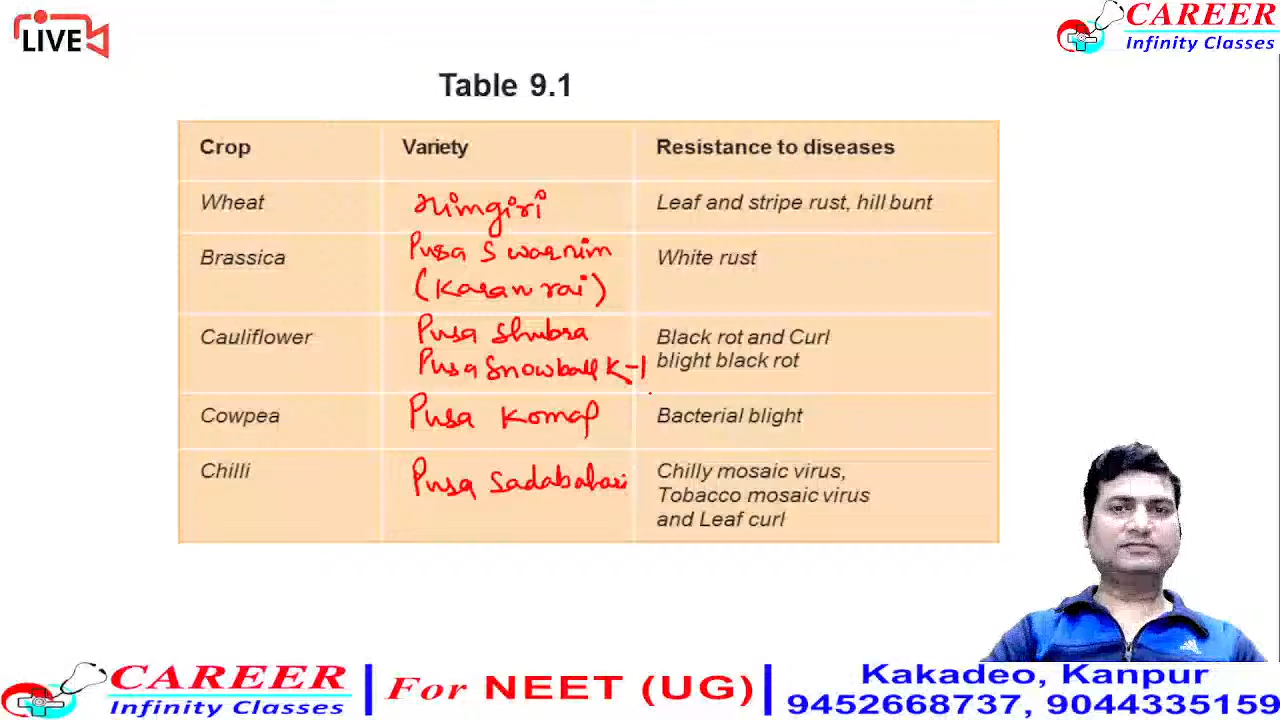 LIVE
CAREER
Infinity Classes
Table 9.1
Crop Variety Resistance to diseases
Wheat Himgiri Leaf and stripe rust, hill bunt
Brassica Pusa Swarnim White rust
(Karan rai)
Cauliflower Pusa Shubra Black rot and Curl
Pusa Snowball K-1 blight black rot
Cowpea Pusa Komal Bacterial blight
Chilli Pusa Sadabahari Chilly mosaic virus,
Tobacco mosaic virus
and Leaf curl
CAREER
Infinity Classes
For NEET (UG)
Kakadeo, Kanpur
9452668737, 9044335159